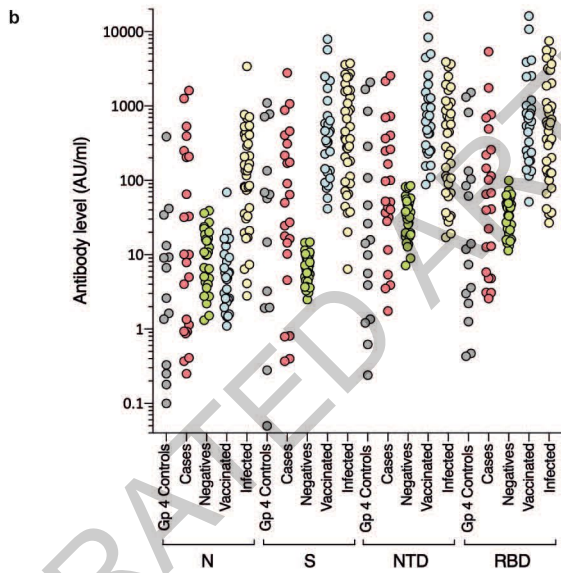 b
Antibody level (AU/ml)
10000
1000
100
10
1
0.1
Gp 4 Controls
Cases
Negatives
Vaccinated
Infected
Gp 4 Controls
Cases
Negatives
Vaccinated
Infected
Gp 4 Controls
Cases
Negatives
Vaccinated
Infected
Gp 4 Controls
Cases
Negatives
Vaccinated
Infected
N
S
NTD
RBD
RATED ART